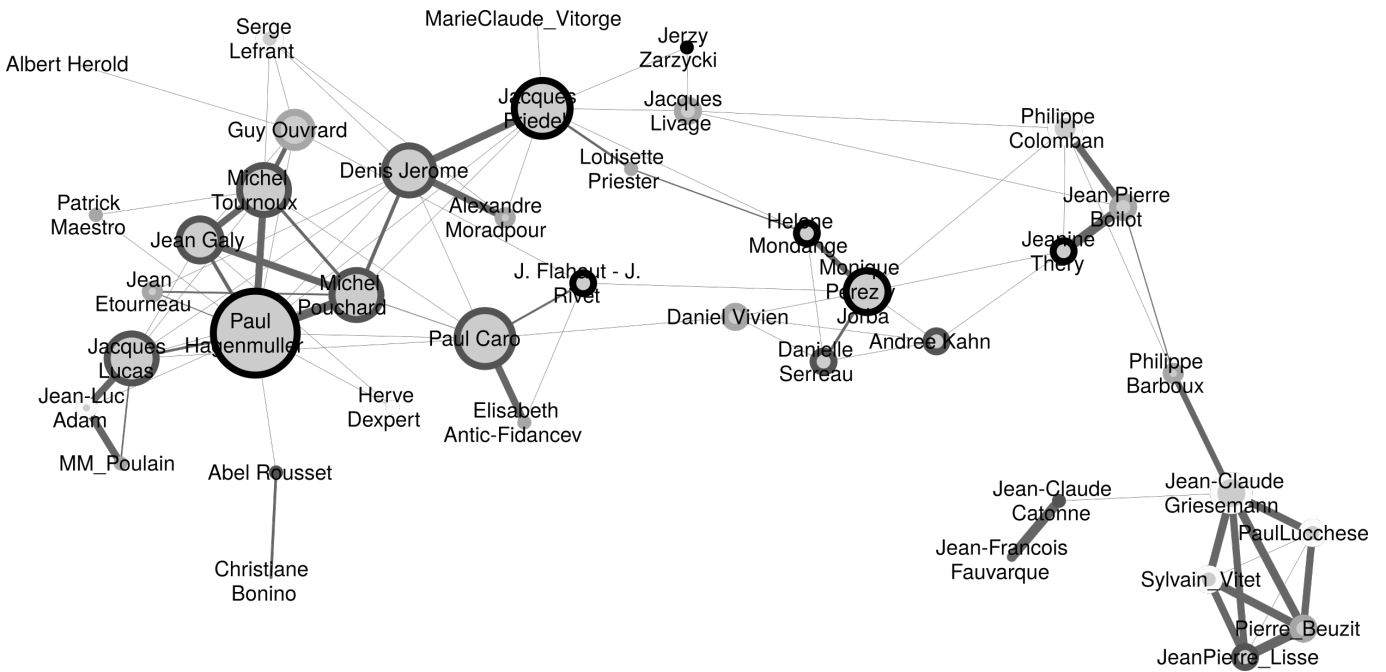 MarieClaude_Vitorge
Serge
Lefrant
Jerzy
Zarzycki
Albert Herold
Jacques
Friedel
Jacques
Livage
Philippe
Colomban
Guy Ouvrard
Denis Jerome
Louisette
Priester
Michel
Tournoux
Patrick
Maestro
Alexandre
Moradpour
Jean Pierre
Boilot
Jean Galy
Helene
Mondange
Jeanine
Thery
Jean
Etourneau
Michel
Pouchard
J. Flahaut - J.
Rivet
Monique
Perez
Jorba
Paul
Hagenmuller
Daniel Vivien
Paul Caro
Jacques
Lucas
Danielle
Serreau
Andree Kahn
Philippe
Barboux
Jean-Luc
Adam
Herve
Dexpert
Elisabeth
Antic-Fidancev
MM_Poulain
Abel Rousset
Jean-Claude
Catonne
Jean-Claude
Griesemann
PaulLucchese
Jean-Francois
Fauvarque
Christiane
Bonino
Sylvain_Vitet
Pierre_Beuzit
JeanPierre_Lisse